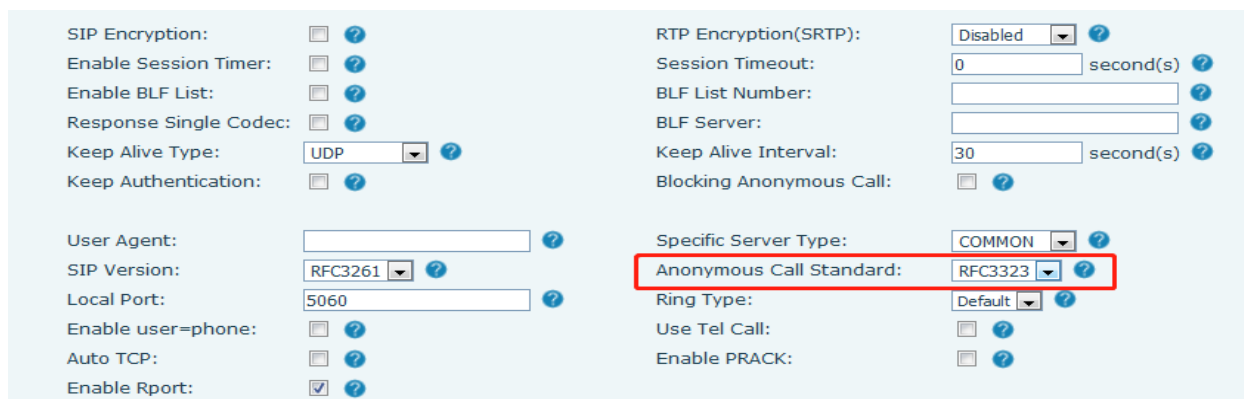 SIP Encryption: ? RTP Encryption(SRTP): Disabled ?
Enable Session Timer: ? Session Timeout: 0 second(s) ?
Enable BLF List: ? BLF List Number: ?
Response Single Codec: ? BLF Server: ?
Keep Alive Type: UDP ? Keep Alive Interval: 30 second(s) ?
Keep Authentication: ? Blocking Anonymous Call: ?
User Agent: ? Specific Server Type: COMMON ?
SIP Version: RFC3261 ? Anonymous Call Standard: RFC3323 ?
Local Port: 5060 ? Ring Type: Default ?
Enable user=phone: ? Use Tel Call: ?
Auto TCP: ? Enable PRACK: ?
Enable Rport: ?